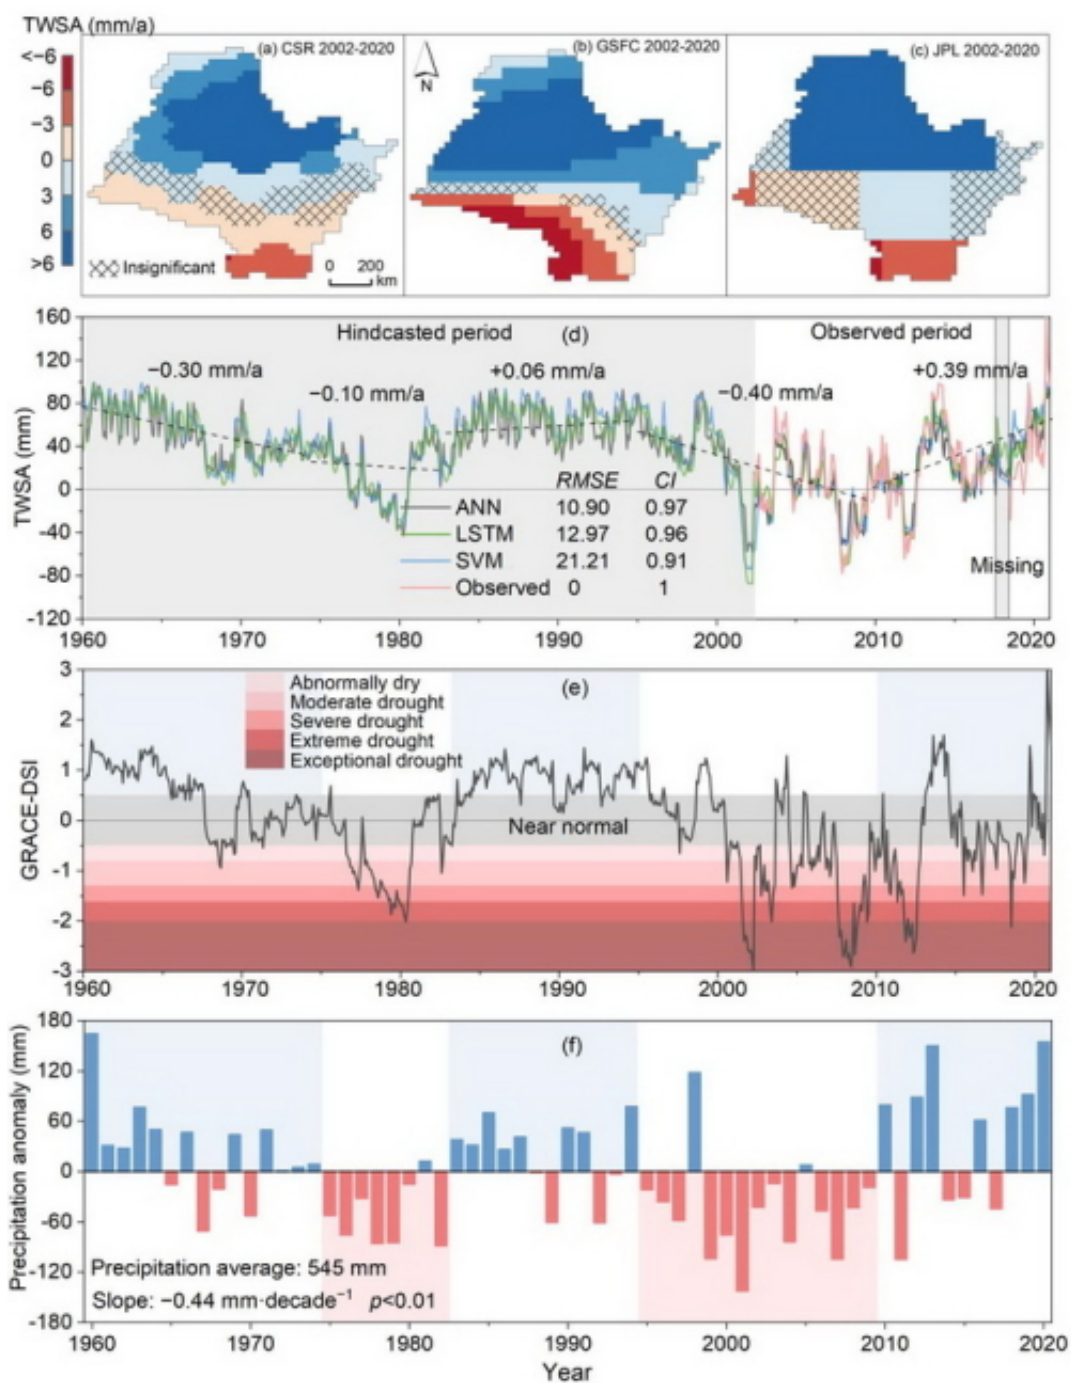 TWSA (mm/a)
<−6
−6
−3
0
3
6
>6
(a) CSR 2002-2020
(b) GSFC 2002-2020
(c) JPL 2002-2020
N
Insignificant
0 200
km
TWSA (mm)
160
120
80
40
0
-40
-80
-120
Hindcasted period
(d)
Observed period
−0.30 mm/a
−0.10 mm/a
+0.06 mm/a
−0.40 mm/a
+0.39 mm/a
RMSE CI
ANN 10.90 0.97
LSTM 12.97 0.96
SVM 21.21 0.91
Observed 0 1
Missing
1960 1970 1980 1990 2000 2010 2020
GRACE-DSI
3
2
1
0
-1
-2
-3
(e)
Abnormally dry
Moderate drought
Severe drought
Extreme drought
Exceptional drought
Near normal
1960 1970 1980 1990 2000 2010 2020
Precipitation anomaly (mm)
180
120
60
0
-60
-120
-180
(f)
Precipitation average: 545 mm
Slope: −0.44 mm·decade⁻¹ p<0.01
1960 1970 1980 1990 2000 2010 2020
Year